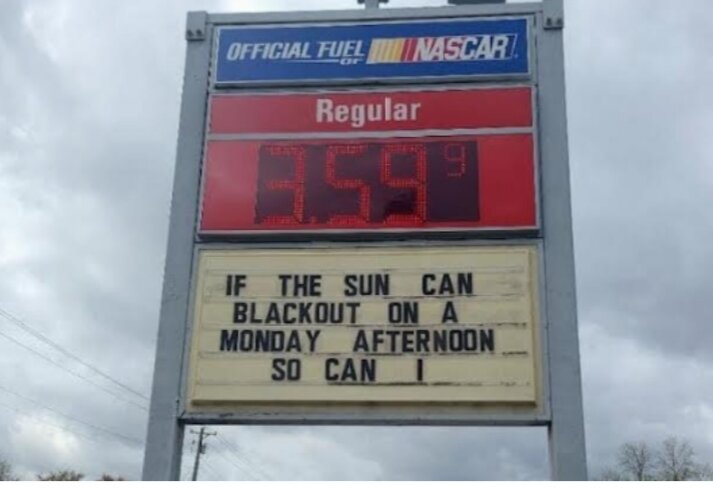 OFFICIAL FUEL OF NASCAR
Regular
3.59 9
IF THE SUN CAN
BLACKOUT ON A
MONDAY AFTERNOON
SO CAN I